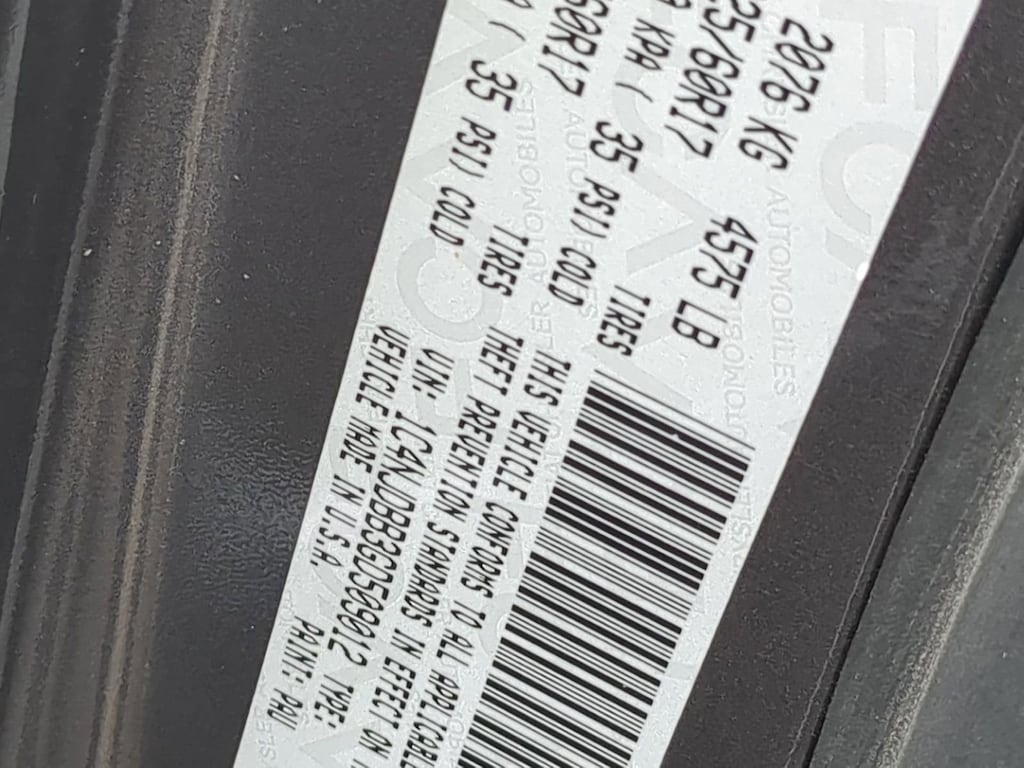 2076 KG 4575 LB
25/60R17
KPA ( 35 PSI) COLD TIRES
60R17
( 35 PSI) COLD TIRES
THIS VEHICLE CONFORMS TO ALL APPLICABLE
THEFT PREVENTION STANDARDS IN EFFECT ON
VIN: 1C4NJDBB3GD509012 TYPE:
VEHICLE MADE IN U.S.A. PAINT: PAU